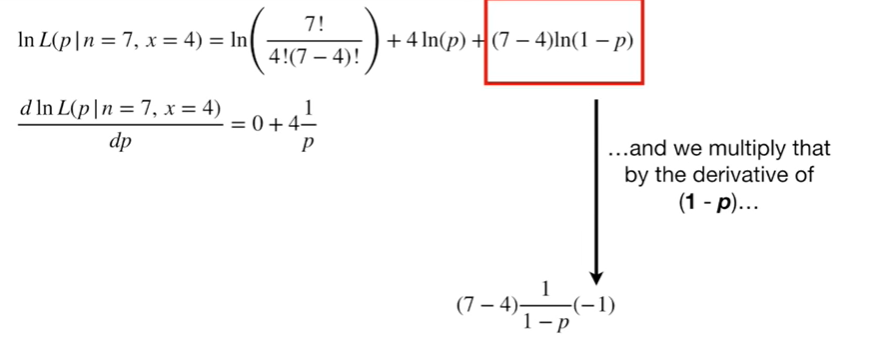 ln L(p | n = 7, x = 4) = ln( 7! / 4!(7 – 4)! ) + 4 ln(p) + (7 – 4)ln(1 – p)
d ln L(p | n = 7, x = 4) / dp = 0 + 4 1/p
…and we multiply that
by the derivative of
(1 - p)…
(7 – 4) 1/(1 – p) (–1)